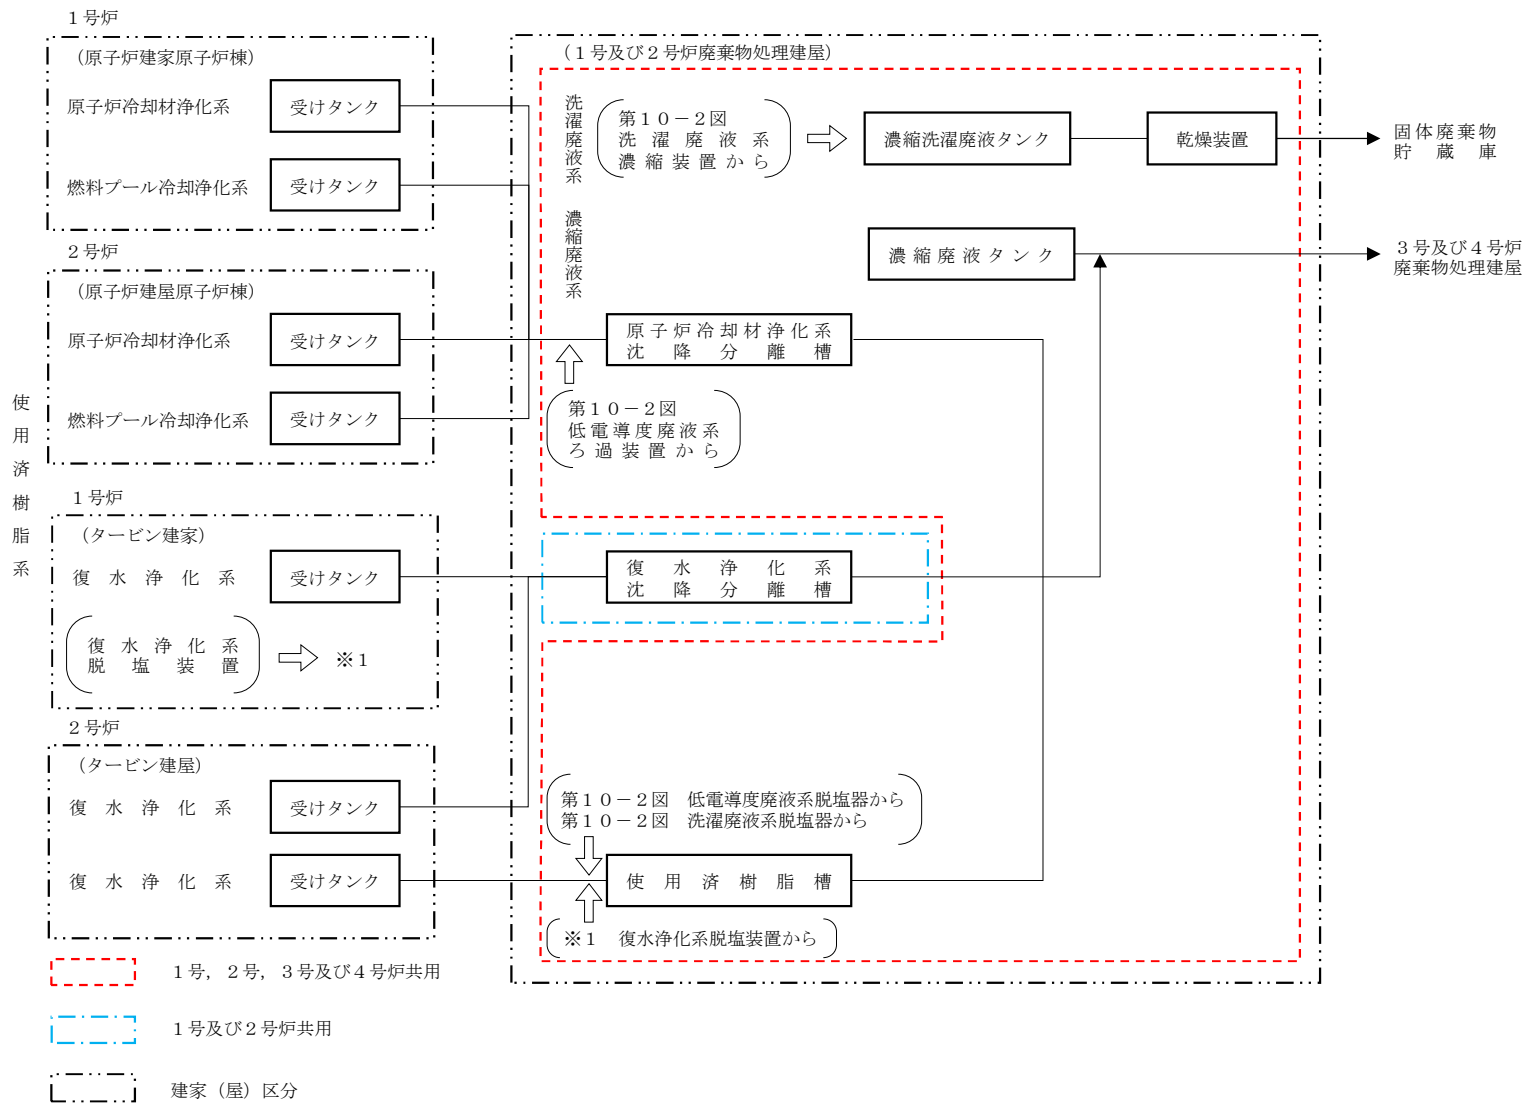 1号炉
（原子炉建家原子炉棟）
原子炉冷却材浄化系
受けタンク
燃料プール冷却浄化系
受けタンク
2号炉
（原子炉建屋原子炉棟）
原子炉冷却材浄化系
受けタンク
燃料プール冷却浄化系
受けタンク
使用済樹脂系
1号炉
（タービン建家）
復水浄化系
受けタンク
復水浄化系
脱塩装置
※1
2号炉
（タービン建屋）
復水浄化系
受けタンク
復水浄化系
受けタンク
（1号及び2号炉廃棄物処理建屋）
洗濯廃液系
第10－2図
洗濯廃液系
濃縮装置から
濃縮洗濯廃液タンク
乾燥装置
固体廃棄物
貯蔵庫
濃縮廃液系
濃縮廃液タンク
3号及び4号炉
廃棄物処理建屋
原子炉冷却材浄化系
沈降分離槽
第10－2図
低電導度廃液系
ろ過装置から
復水浄化系
沈降分離槽
第10－2図　低電導度廃液系脱塩器から
第10－2図　洗濯廃液系脱塩器から
使用済樹脂槽
※1　復水浄化系脱塩装置から
1号，2号，3号及び4号炉共用
1号及び2号炉共用
建家（屋）区分